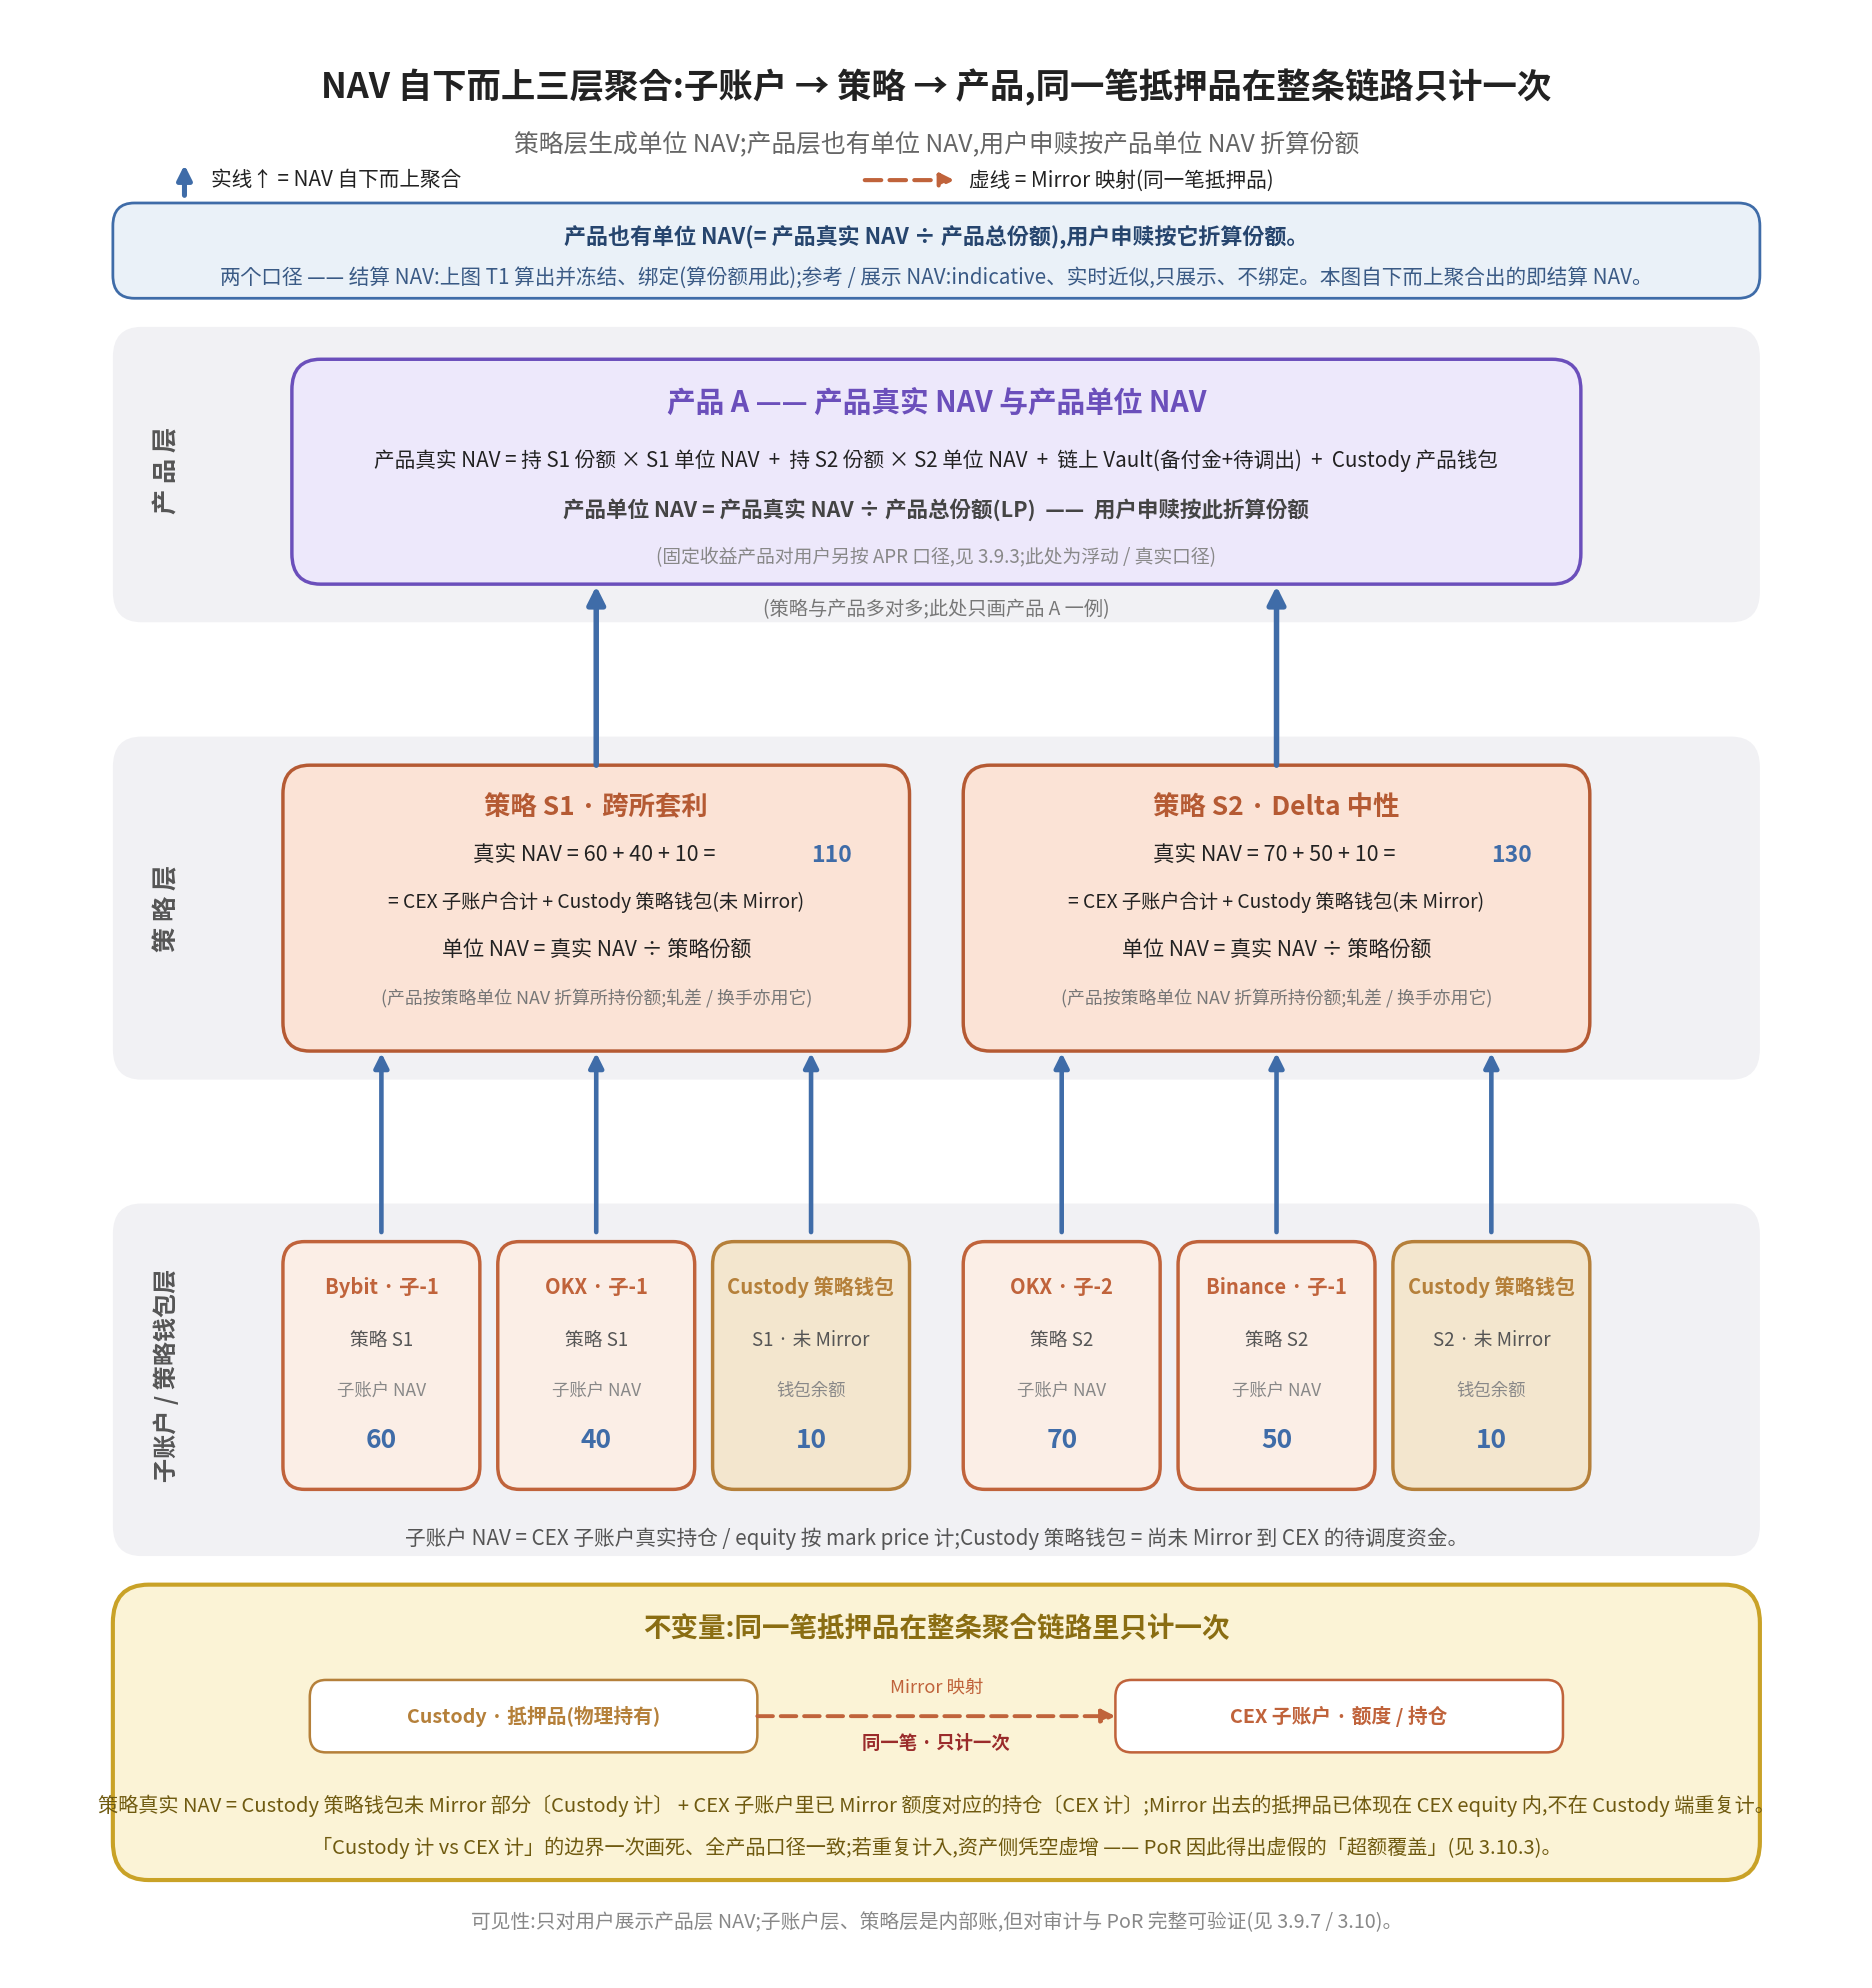 NAV 自下而上三层聚合:子账户 → 策略 → 产品,同一笔抵押品在整条链路只计一次
策略层生成单位 NAV;产品层也有单位 NAV,用户申赎按产品单位 NAV 折算份额
实线↑ = NAV 自下而上聚合
虚线 = Mirror 映射(同一笔抵押品)
产品也有单位 NAV(= 产品真实 NAV ÷ 产品总份额),用户申赎按它折算份额。
两个口径 —— 结算 NAV:上图 T1 算出并冻结、绑定(算份额用此);参考 / 展示 NAV:indicative、实时近似,只展示、不绑定。本图自下而上聚合出的即结算 NAV。
产品层
产品 A —— 产品真实 NAV 与产品单位 NAV
产品真实 NAV = 持 S1 份额 × S1 单位 NAV + 持 S2 份额 × S2 单位 NAV + 链上 Vault(备付金+待调出) + Custody 产品钱包
产品单位 NAV = 产品真实 NAV ÷ 产品总份额(LP) —— 用户申赎按此折算份额
(固定收益产品对用户另按 APR 口径,见 3.9.3;此处为浮动 / 真实口径)
(策略与产品多对多;此处只画产品 A 一例)
策略层
策略 S1 · 跨所套利
真实 NAV = 60 + 40 + 10 = 110
= CEX 子账户合计 + Custody 策略钱包(未 Mirror)
单位 NAV = 真实 NAV ÷ 策略份额
(产品按策略单位 NAV 折算所持份额;轧差 / 换手亦用它)
策略 S2 · Delta 中性
真实 NAV = 70 + 50 + 10 = 130
= CEX 子账户合计 + Custody 策略钱包(未 Mirror)
单位 NAV = 真实 NAV ÷ 策略份额
(产品按策略单位 NAV 折算所持份额;轧差 / 换手亦用它)
子账户 / 策略钱包层
Bybit · 子-1
策略 S1
子账户 NAV
60
OKX · 子-1
策略 S1
子账户 NAV
40
Custody 策略钱包
S1 · 未 Mirror
钱包余额
10
OKX · 子-2
策略 S2
子账户 NAV
70
Binance · 子-1
策略 S2
子账户 NAV
50
Custody 策略钱包
S2 · 未 Mirror
钱包余额
10
子账户 NAV = CEX 子账户真实持仓 / equity 按 mark price 计;Custody 策略钱包 = 尚未 Mirror 到 CEX 的待调度资金。
不变量:同一笔抵押品在整条聚合链路里只计一次
Custody · 抵押品(物理持有)
Mirror 映射
同一笔 · 只计一次
CEX 子账户 · 额度 / 持仓
策略真实 NAV = Custody 策略钱包未 Mirror 部分〔Custody 计〕 + CEX 子账户里已 Mirror 额度对应的持仓〔CEX 计〕;Mirror 出去的抵押品已体现在 CEX equity 内,不在 Custody 端重复计。
「Custody 计 vs CEX 计」的边界一次画死、全产品口径一致;若重复计入,资产侧凭空虚增 —— PoR 因此得出虚假的「超额覆盖」(见 3.10.3)。
可见性:只对用户展示产品层 NAV;子账户层、策略层是内部账,但对审计与 PoR 完整可验证(见 3.9.7 / 3.10)。